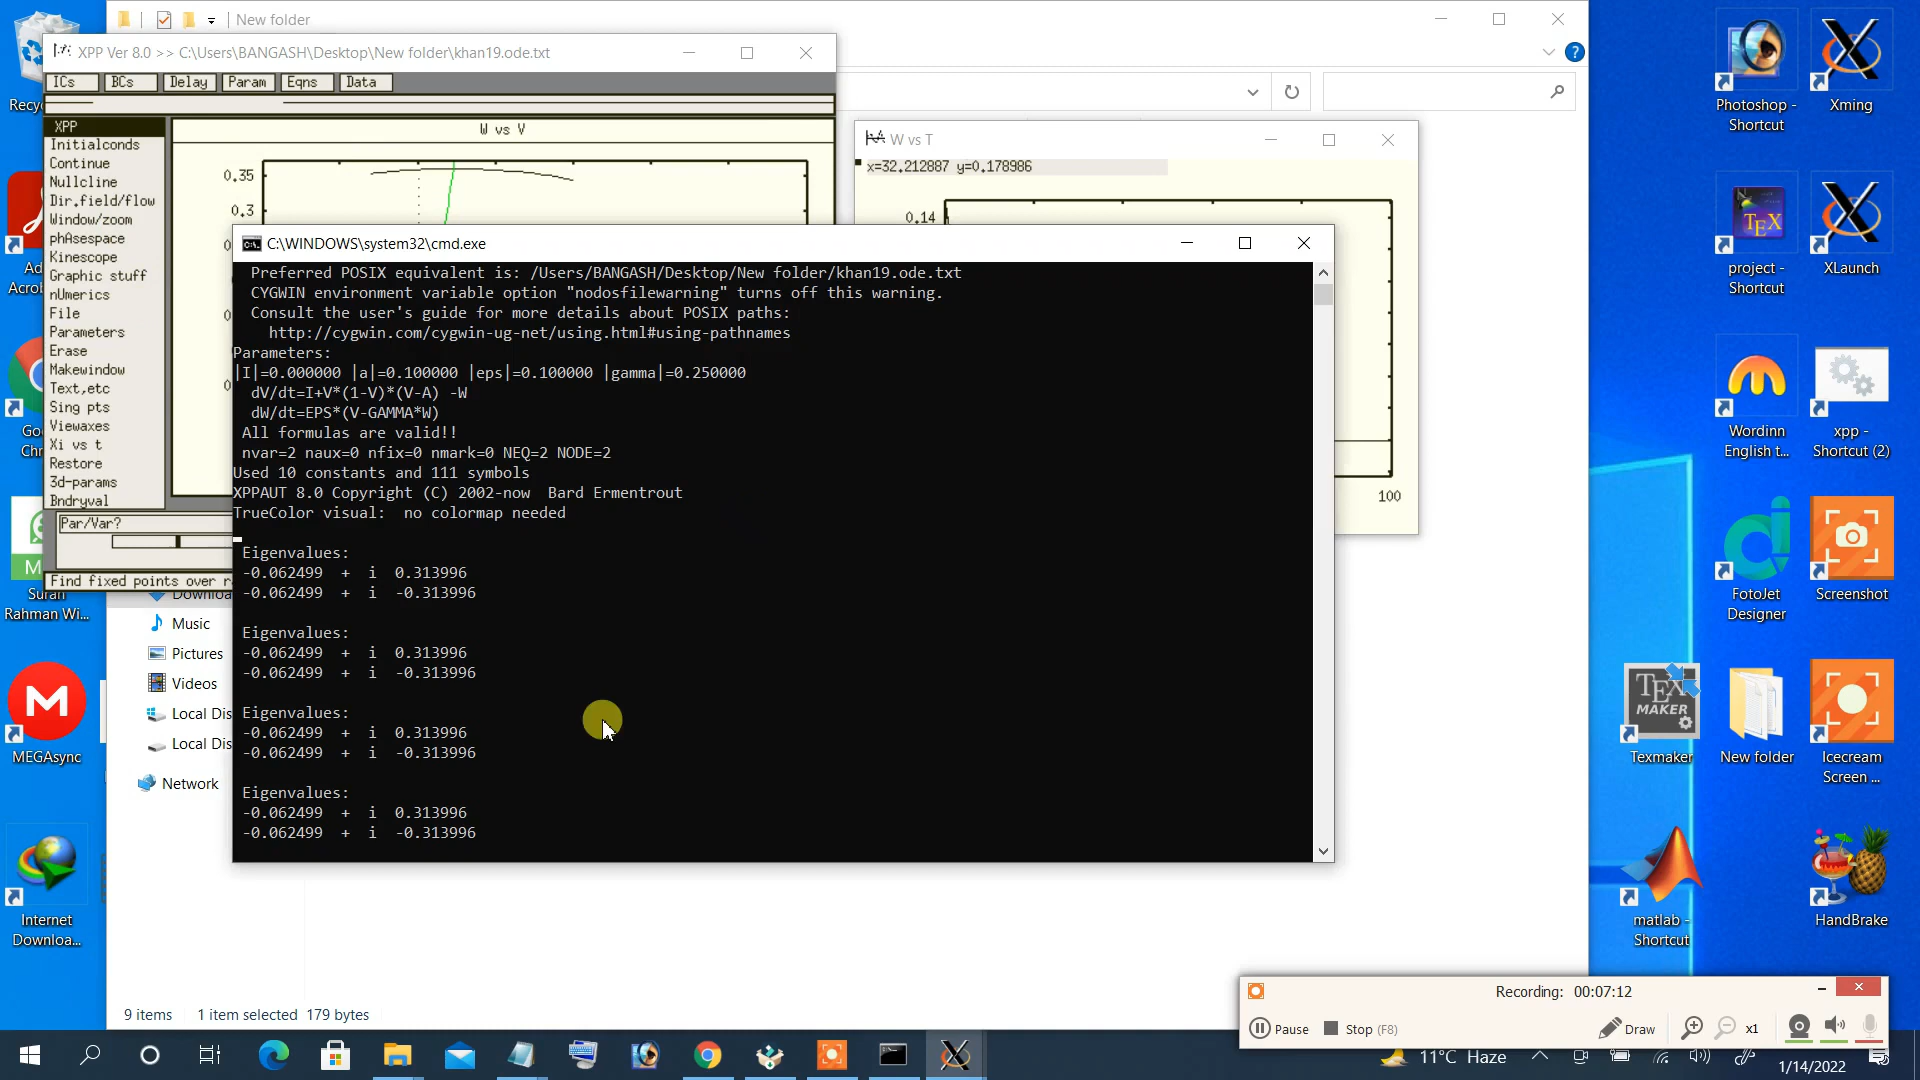 New folder
XPP Ver 8.0 >> C:\Users\BANGASH\Desktop\New folder\khan19.ode.txt
ICs
BCs
Delay
Param
Eqns
Data
XPP
Initialconds
Continue
Nullcline
Dir.field/flow
Window/zoom
phAsespace
Kinescope
Graphic stuff
nUmerics
File
Parameters
Erase
Makewindow
Text,etc
Sing pts
Viewaxes
Xi vs t
Restore
3d-params
Bndryval
W vs V
0.35
0.3
Par/Var?
Find fixed points over r
W vs T
x=32.212887 y=0.178986
0.14
100
C:\WINDOWS\system32\cmd.exe
Preferred POSIX equivalent is: /Users/BANGASH/Desktop/New folder/khan19.ode.txt
CYGWIN environment variable option "nodosfilewarning" turns off this warning.
Consult the user's guide for more details about POSIX paths:
http://cygwin.com/cygwin-ug-net/using.html#using-pathnames
Parameters:
|I|=0.000000 |a|=0.100000 |eps|=0.100000 |gamma|=0.250000
dV/dt=I+V*(1-V)*(V-A) -W
dW/dt=EPS*(V-GAMMA*W)
All formulas are valid!!
nvar=2 naux=0 nfix=0 nmark=0 NEQ=2 NODE=2
Used 10 constants and 111 symbols
XPPAUT 8.0 Copyright (C) 2002-now  Bard Ermentrout
TrueColor visual:  no colormap needed
Eigenvalues:
-0.062499  +  i  0.313996
-0.062499  +  i  -0.313996
Eigenvalues:
-0.062499  +  i  0.313996
-0.062499  +  i  -0.313996
Eigenvalues:
-0.062499  +  i  0.313996
-0.062499  +  i  -0.313996
Eigenvalues:
-0.062499  +  i  0.313996
-0.062499  +  i  -0.313996
Music
Pictures
Videos
Local Dis
Local Dis
Network
9 items
1 item selected
179 bytes
MEGAsync
Internet
Downloa...
Rahman Wi...
Photoshop -
Shortcut
Xming
project -
Shortcut
XLaunch
Wordinn
English t...
xpp -
Shortcut (2)
FotoJet
Designer
Screenshot
TEX
MAKER
Texmaker
New folder
Icecream
Screen ...
matlab -
Shortcut
HandBrake
Recording:
00:07:12
Pause
Stop (F8)
Draw
x1
11°C Haze
1/14/2022